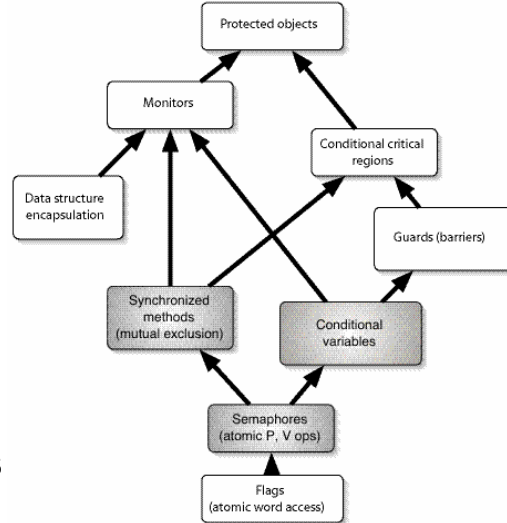 Protected objects
Monitors
Conditional critical
regions
Data structure
encapsulation
Guards (barriers)
Synchronized
methods
(mutual exclusion)
Conditional
variables
Semaphores
(atomic P, V ops)
Flags
(atomic word access)